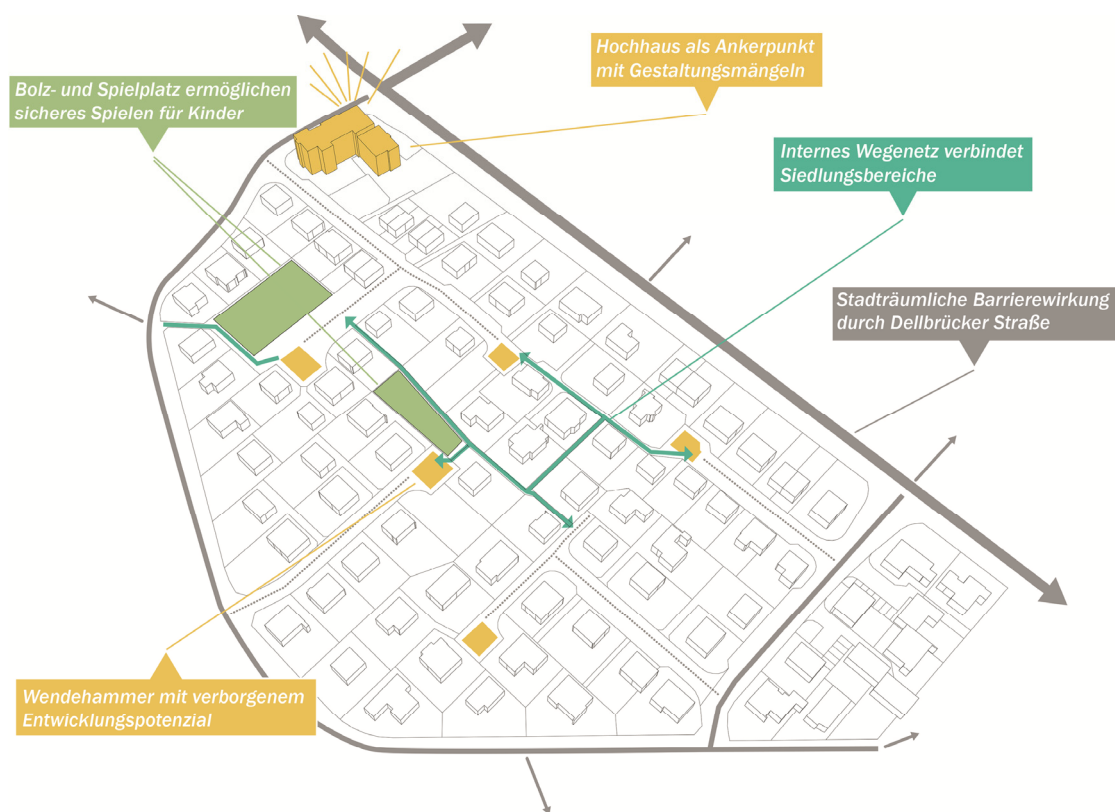 Hochhaus als Ankerpunkt
mit Gestaltungsmängeln
Bolz- und Spielplatz ermöglichen
sicheres Spielen für Kinder
Internes Wegenetz verbindet
Siedlungsbereiche
Stadträumliche Barrierewirkung
durch Dellbrücker Straße
Wendehammer mit verborgenem
Entwicklungspotenzial